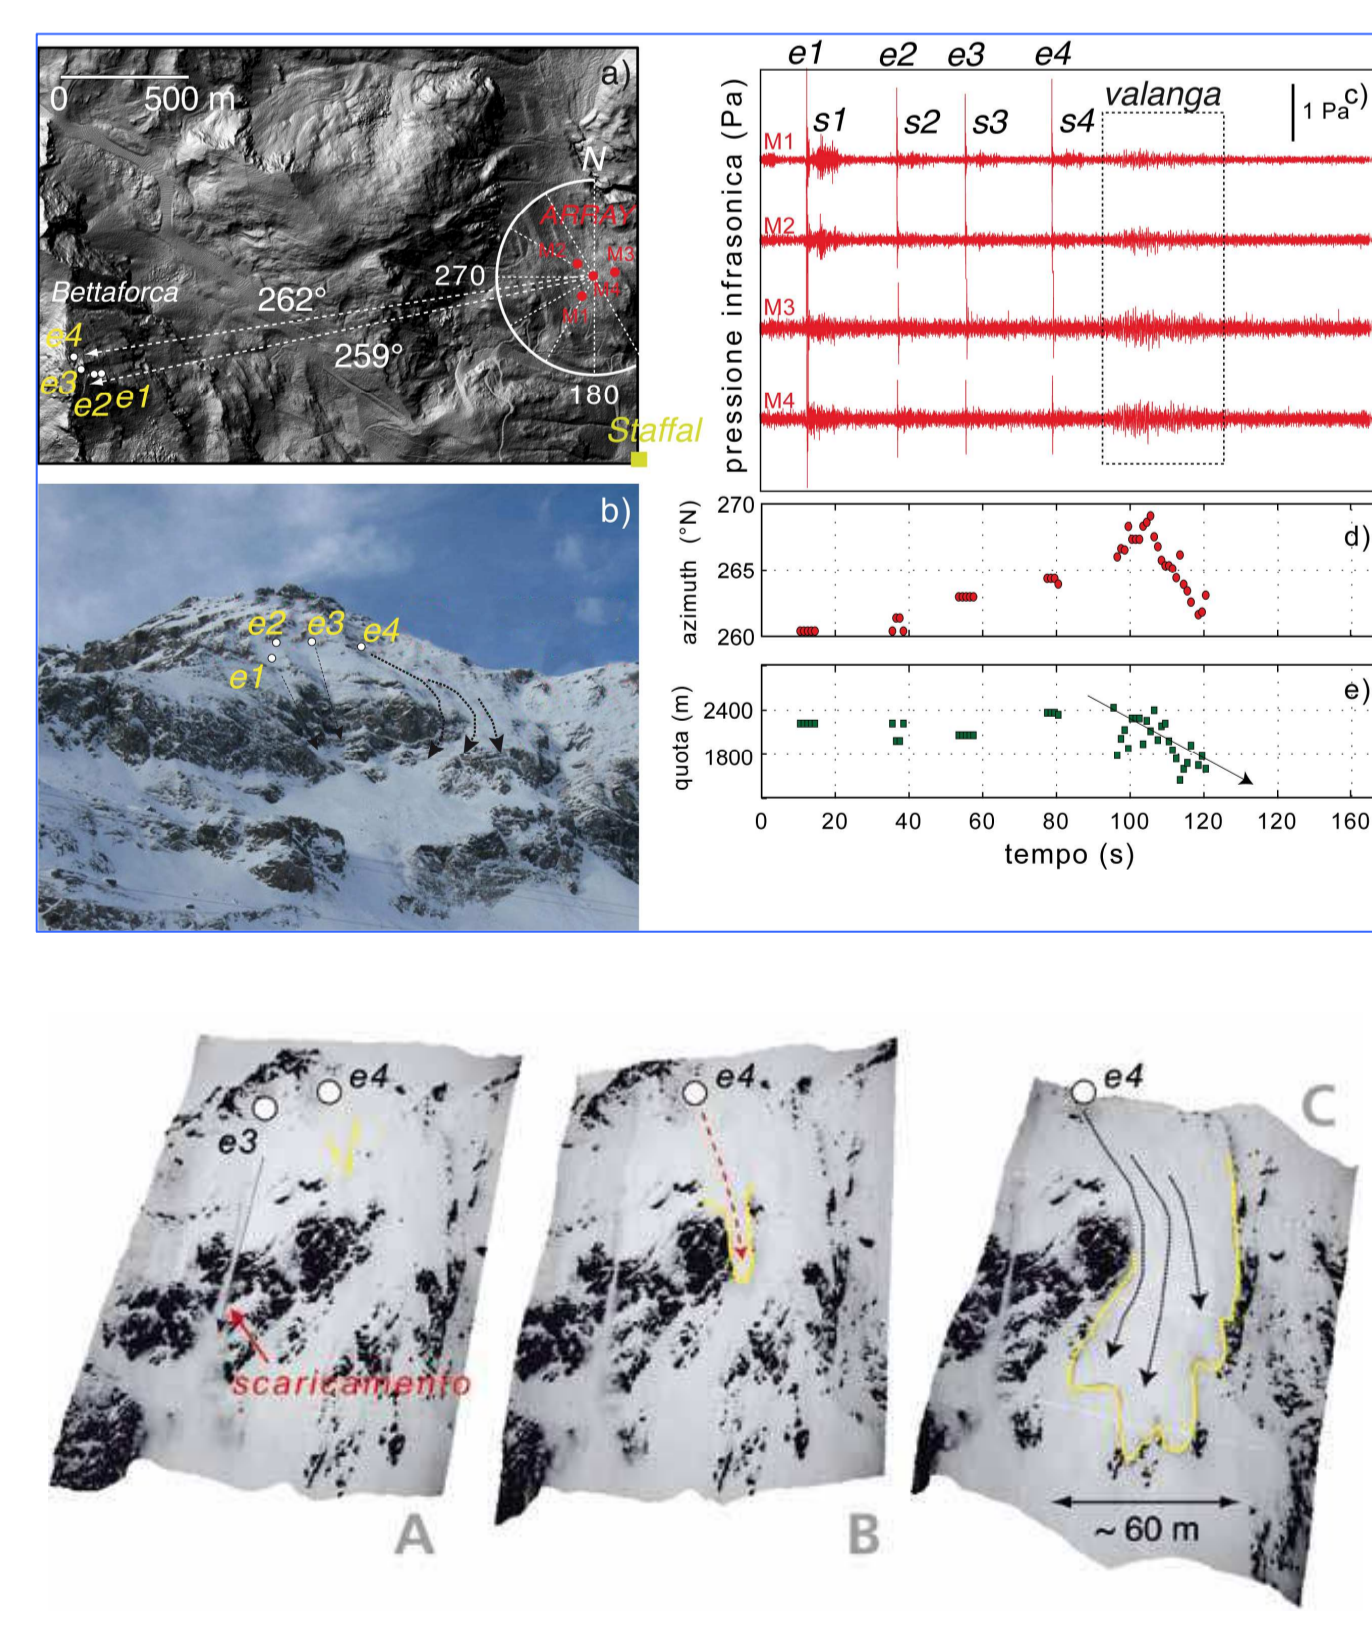 a)
0 500 m
N
ARRAY
M2
M3
M4
M1
270
180
Bettaforca
262°
259°
e4
e3
e2 e1
Staffal
b)
e2 e3 e4
e1
e1 e2 e3 e4
s1 s2 s3 s4
valanga
1 Pa
c)
pressione infrasonica (Pa)
M1
M2
M3
M4
d)
azimuth (°N)
270
265
260
e)
quota (m)
2400
1800
0 20 40 60 80 100 120 120 160
tempo (s)
e4
e3
scaricamento
A
e4
B
e4
C
~ 60 m